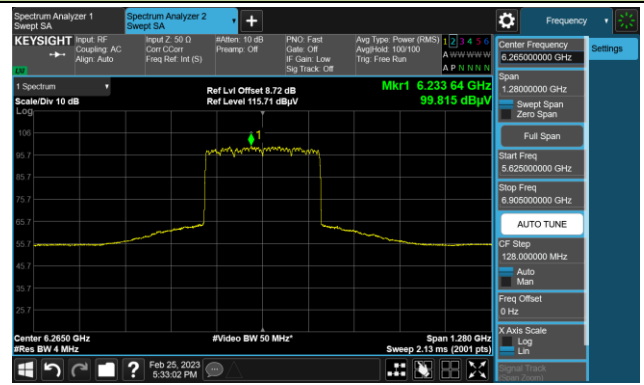 Spectrum Analyzer 1
Swept SA
Spectrum Analyzer 2
Swept SA
Frequency
KEYSIGHT
Input: RF
Coupling: AC
Align: Auto
Input Z: 50 Ω
Corr CCorr
Freq Ref: Int (S)
#Atten: 10 dB
Preamp: Off
PNO: Fast
Gate: Off
IF Gain: Low
Sig Track: Off
Avg Type: Power (RMS)
Avg|Hold: 100/100
Trig: Free Run
1 2 3 4 5 6
A W W W W W
A P N N N N
LXI
1 Spectrum
Scale/Div 10 dB
Log
Ref Lvl Offset 8.72 dB
Ref Level 115.71 dBµV
Mkr1 6.233 64 GHz
99.815 dBµV
1
106
95.7
85.7
75.7
65.7
55.7
45.7
35.7
25.7
Center 6.2650 GHz
#Res BW 4 MHz
#Video BW 50 MHz*
Span 1.280 GHz
Sweep 2.13 ms (2001 pts)
Feb 25, 2023
5:33:02 PM
Center Frequency
6.265000000 GHz
Settings
Span
1.28000000 GHz
Swept Span
Zero Span
Full Span
Start Freq
5.625000000 GHz
Stop Freq
6.905000000 GHz
AUTO TUNE
CF Step
128.000000 MHz
Auto
Man
Freq Offset
0 Hz
X Axis Scale
Log
Lin
Signal Track
(Span Zoom)